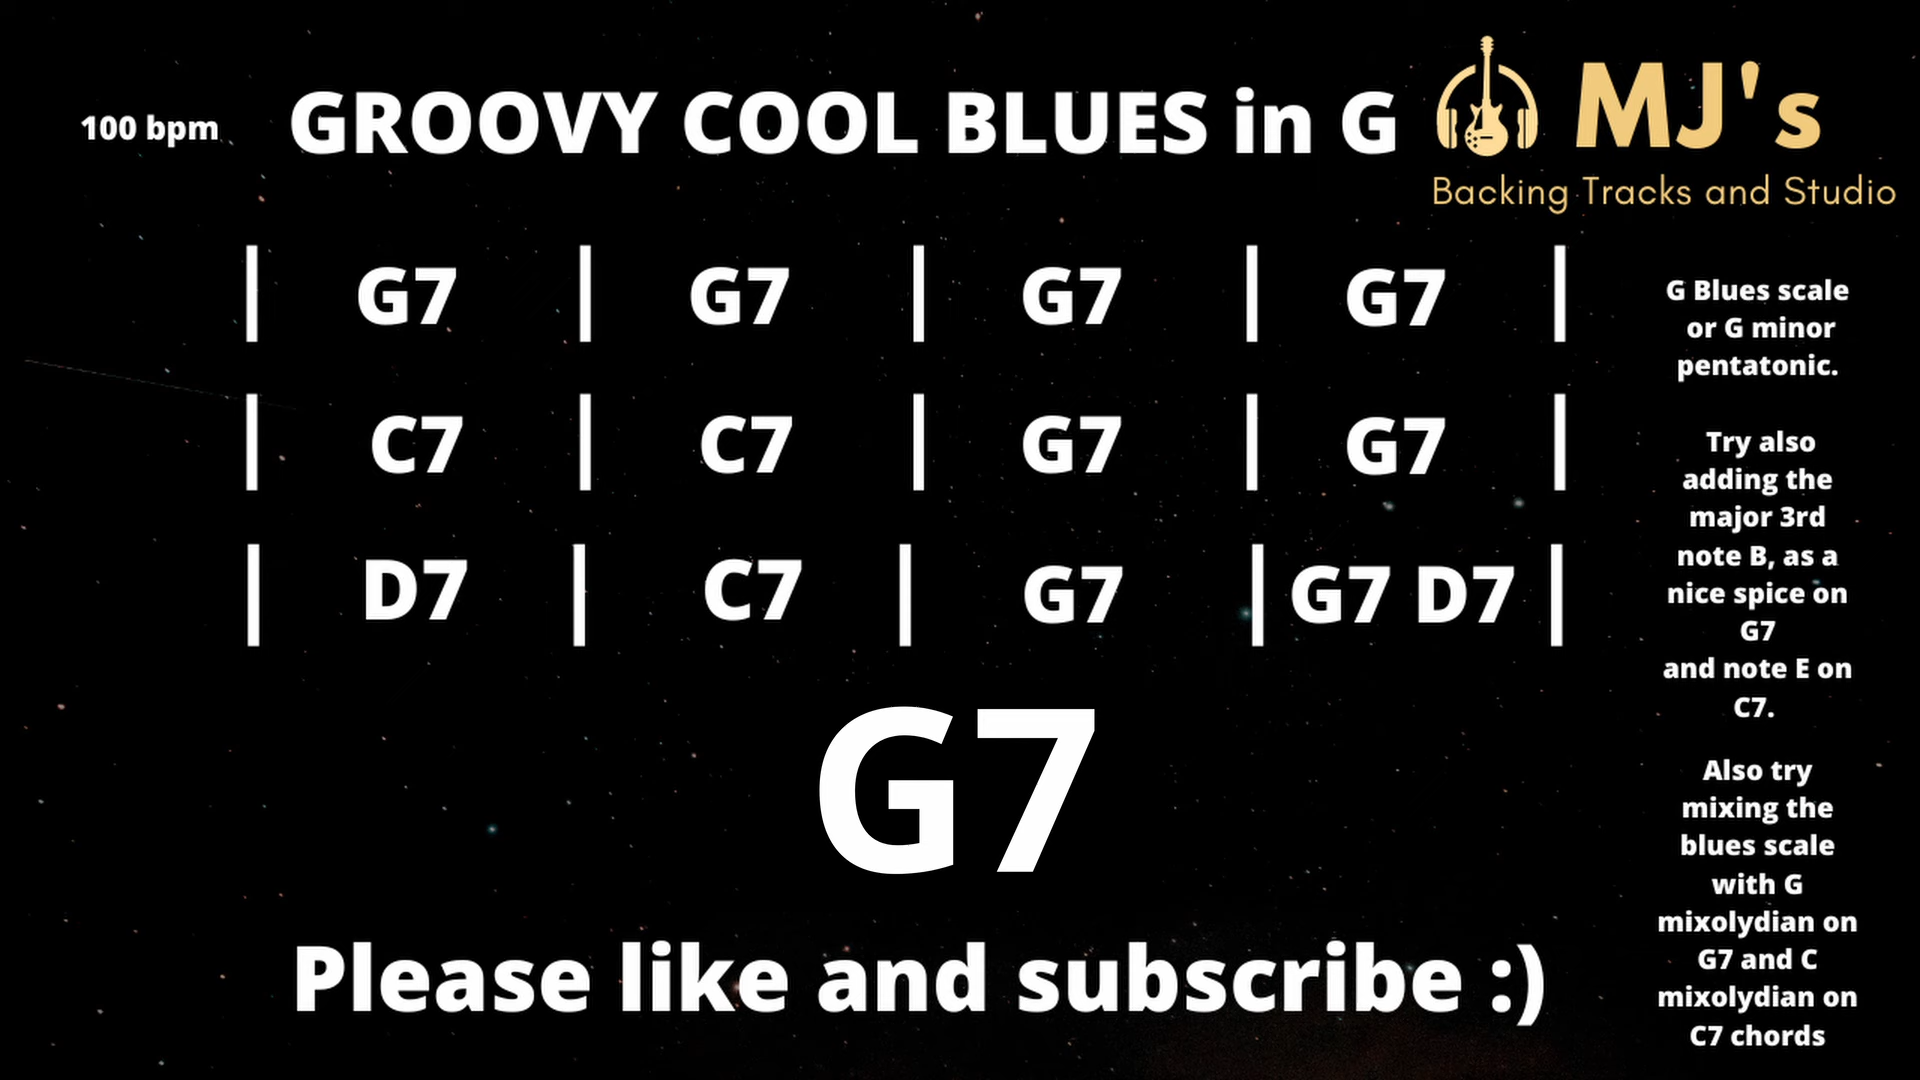 100 bpm
GROOVY COOL BLUES in G
MJ's
Backing Tracks and Studio
| G7 | G7 | G7 | G7 |
| C7 | C7 | G7 | G7 |
| D7 | C7 | G7 | G7 D7 |
G7
Please like and subscribe :)
G Blues scale
or G minor
pentatonic.
Try also
adding the
major 3rd
note B, as a
nice spice on
G7
and note E on
C7.
Also try
mixing the
blues scale
with G
mixolydian on
G7 and C
mixolydian on
C7 chords